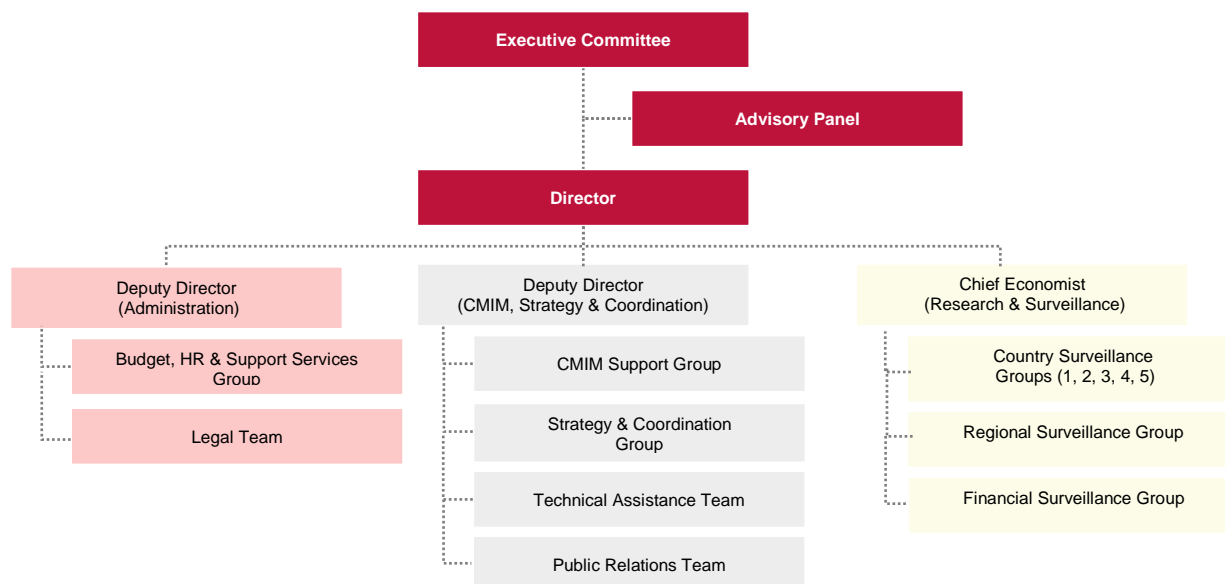 Executive Committee
Advisory Panel
Director
Deputy Director
(Administration)
Budget, HR & Support Services
Group
Legal Team
Deputy Director
(CMIM, Strategy & Coordination)
CMIM Support Group
Strategy & Coordination
Group
Technical Assistance Team
Public Relations Team
Chief Economist
(Research & Surveillance)
Country Surveillance
Groups (1, 2, 3, 4, 5)
Regional Surveillance Group
Financial Surveillance Group